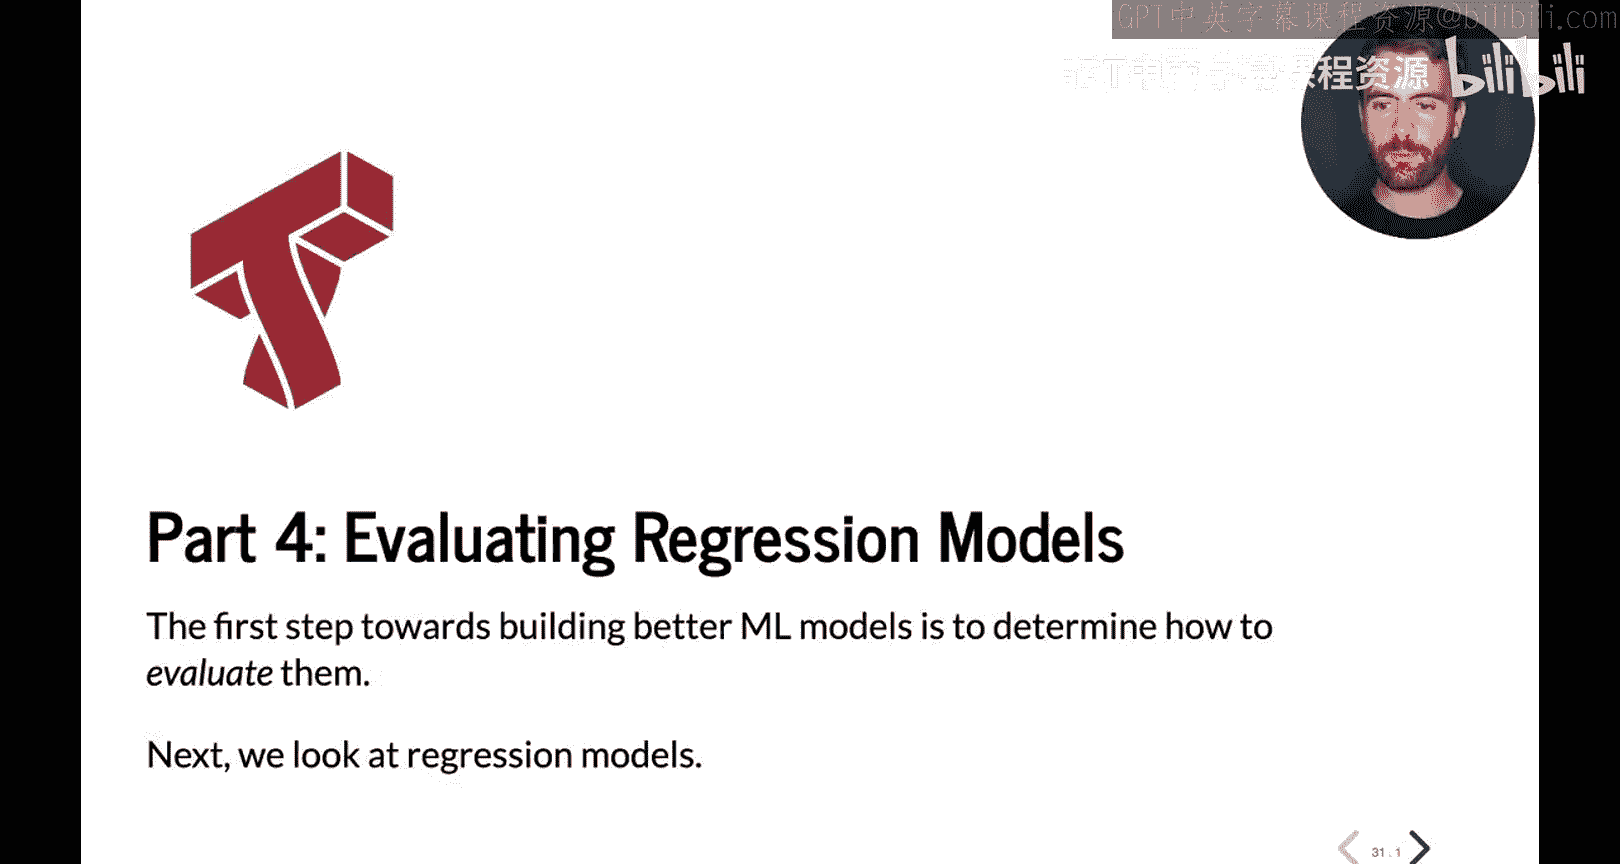 GPT中英字幕课程资源@bilibili.com
程资源 bilibili
Part 4: Evaluating Regression Models
The first step towards building better ML models is to determine how to
evaluate them.
Next, we look at regression models.
31.1